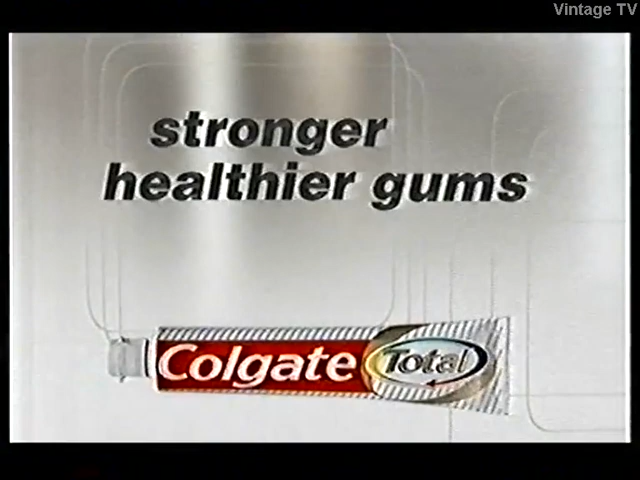 Vintage TV
stronger
healthier gums
Colgate Total